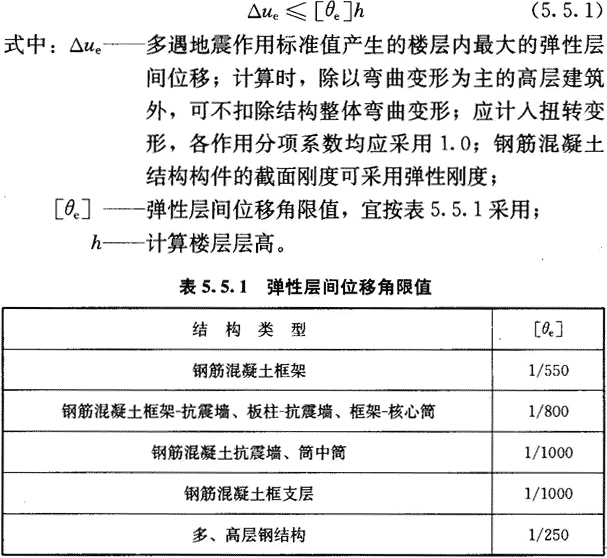 Δuₑ≤[θₑ]h (5.5.1)
式中：Δuₑ——多遇地震作用标准值产生的楼层内最大的弹性层
间位移；计算时，除以弯曲变形为主的高层建筑
外，可不扣除结构整体弯曲变形；应计入扭转变
形，各作用分项系数均应采用1.0；钢筋混凝土
结构构件的截面刚度可采用弹性刚度；
[θₑ]——弹性层间位移角限值，宜按表5.5.1采用；
h——计算楼层层高。
表5.5.1 弹性层间位移角限值
结构类型 [θₑ]
钢筋混凝土框架 1/550
钢筋混凝土框架-抗震墙、板柱-抗震墙、框架-核心筒 1/800
钢筋混凝土抗震墙、筒中筒 1/1000
钢筋混凝土框支层 1/1000
多、高层钢结构 1/250